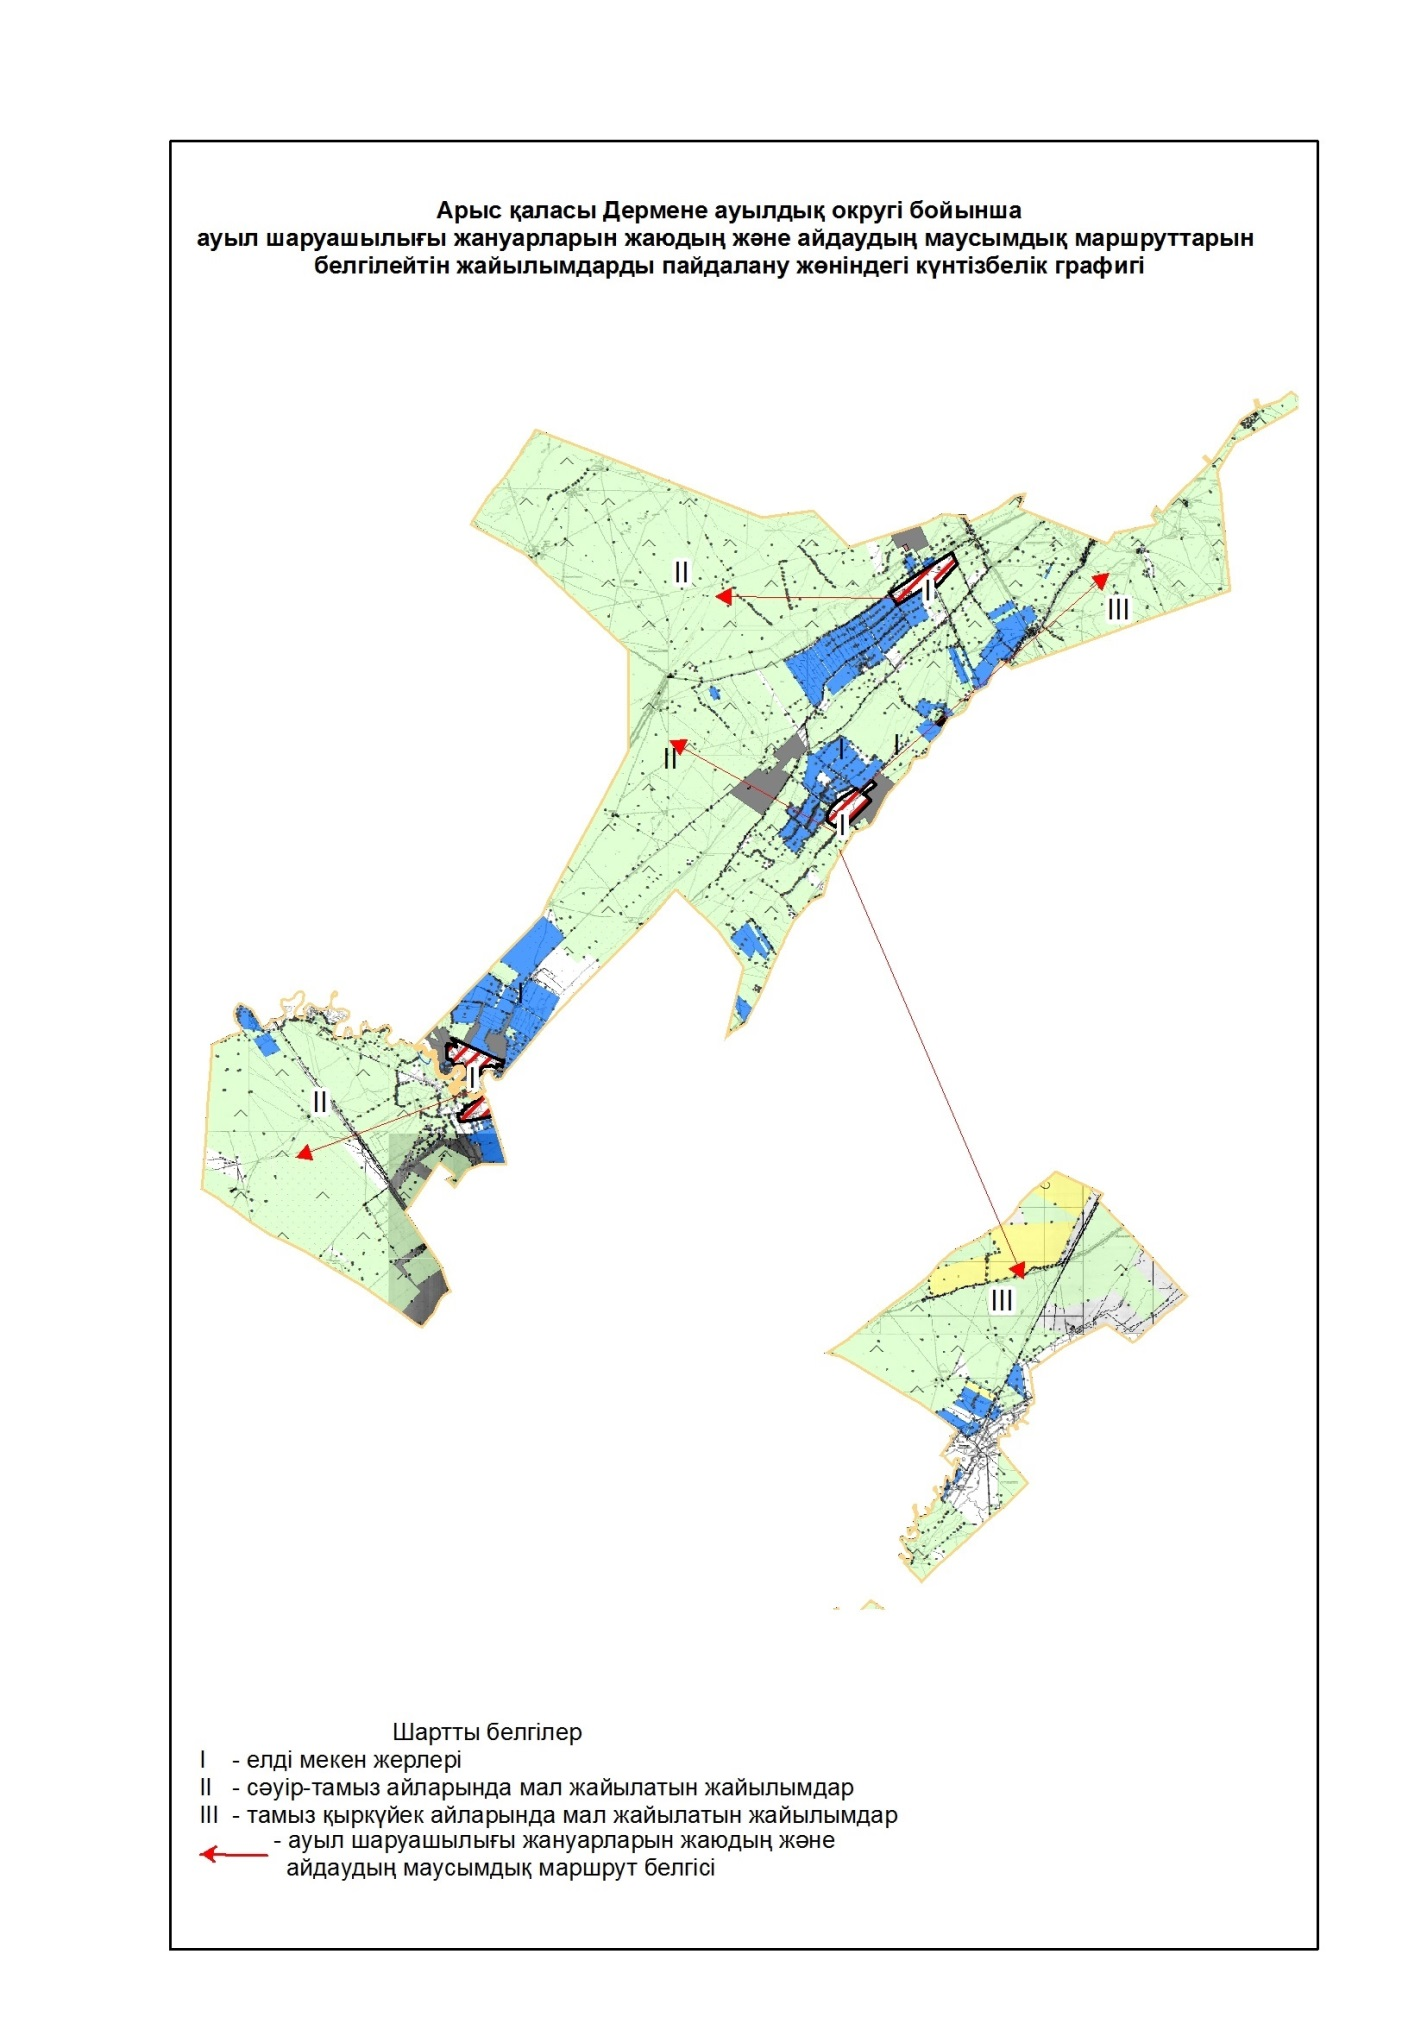 Арыс қаласы Дермене ауылдық округі бойынша
ауыл шаруашылығы жануарларын жаюдың және айдаудың маусымдық маршруттарын
белгілейтін жайылымдарды пайдалану жөніндегі күнтізбелік графигі
II
I
III
II
I
I
I
I
I
II
III
Шартты белгілер
I - елді мекен жерлері
II - сәуір-тамыз айларында мал жайылатын жайылымдар
III - тамыз қыркүйек айларында мал жайылатын жайылымдар
- ауыл шаруашылығы жануарларын жаюдың және
айдаудың маусымдық маршрут белгісі